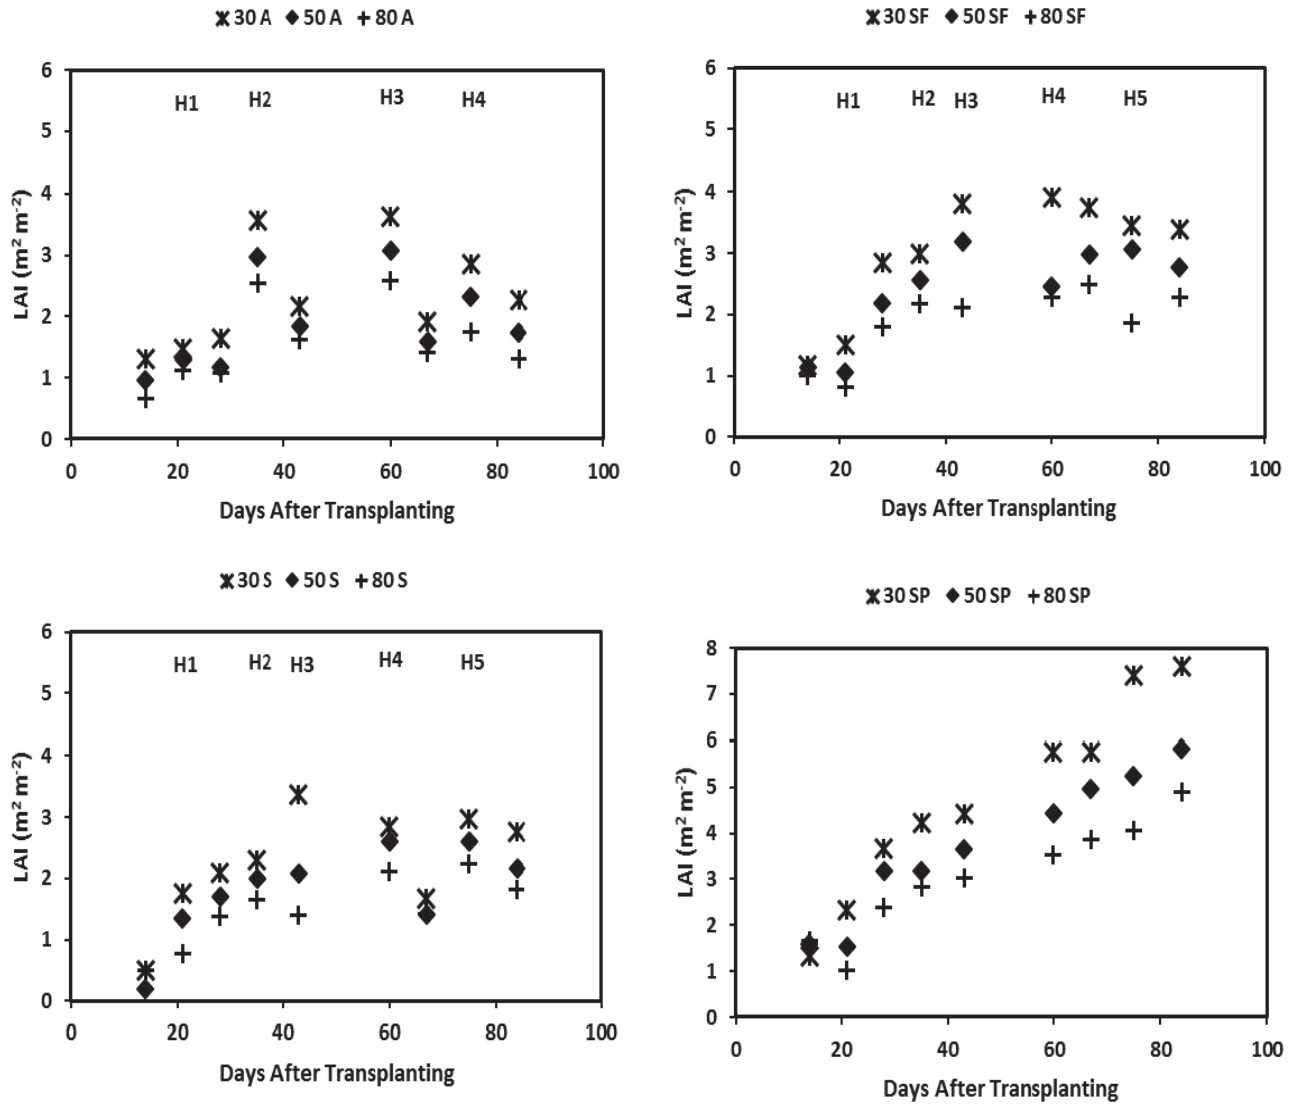 30 A 50 A 80 A
6
5
4
3
2
1
0
H1 H2 H3 H4
LAI (m² m⁻²)
0 20 40 60 80 100
Days After Transplanting
30 SF 50 SF 80 SF
6
5
4
3
2
1
0
H1 H2 H3 H4 H5
LAI (m² m⁻²)
0 20 40 60 80 100
Days After Transplanting
30 S 50 S 80 S
6
5
4
3
2
1
0
H1 H2 H3 H4 H5
LAI (m² m⁻²)
0 20 40 60 80 100
Days After Transplanting
30 SP 50 SP 80 SP
8
7
6
5
4
3
2
1
0
LAI (m² m⁻²)
0 20 40 60 80 100
Days After Transplanting